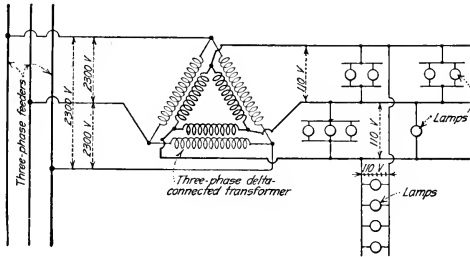 Three-phase feeders
2300 V
2300 V
2300 V
Three-phase delta-
connected transformer
110 V
110 V
110 V
Lamps
Lamps